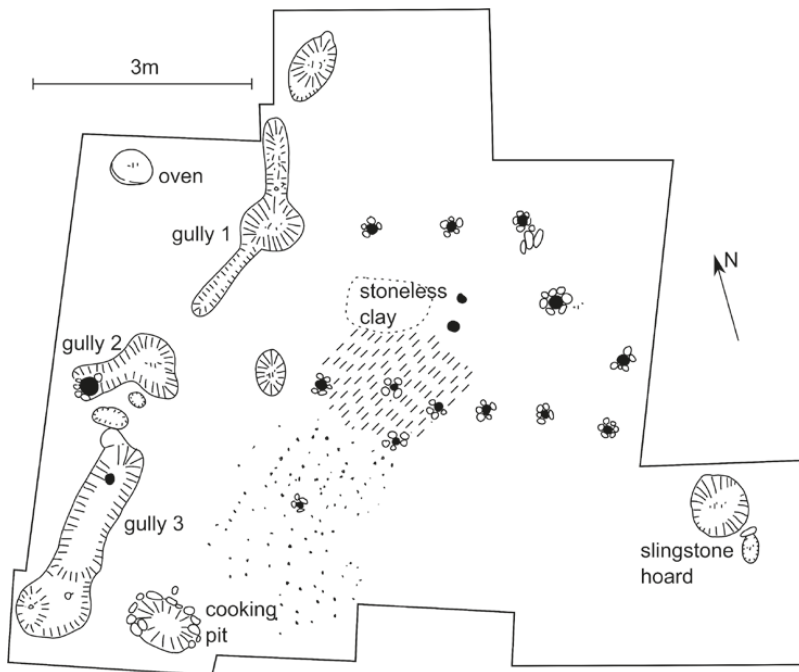 3m
oven
gully 1
stoneless
clay
N
gully 2
gully 3
slingstone
hoard
cooking
pit